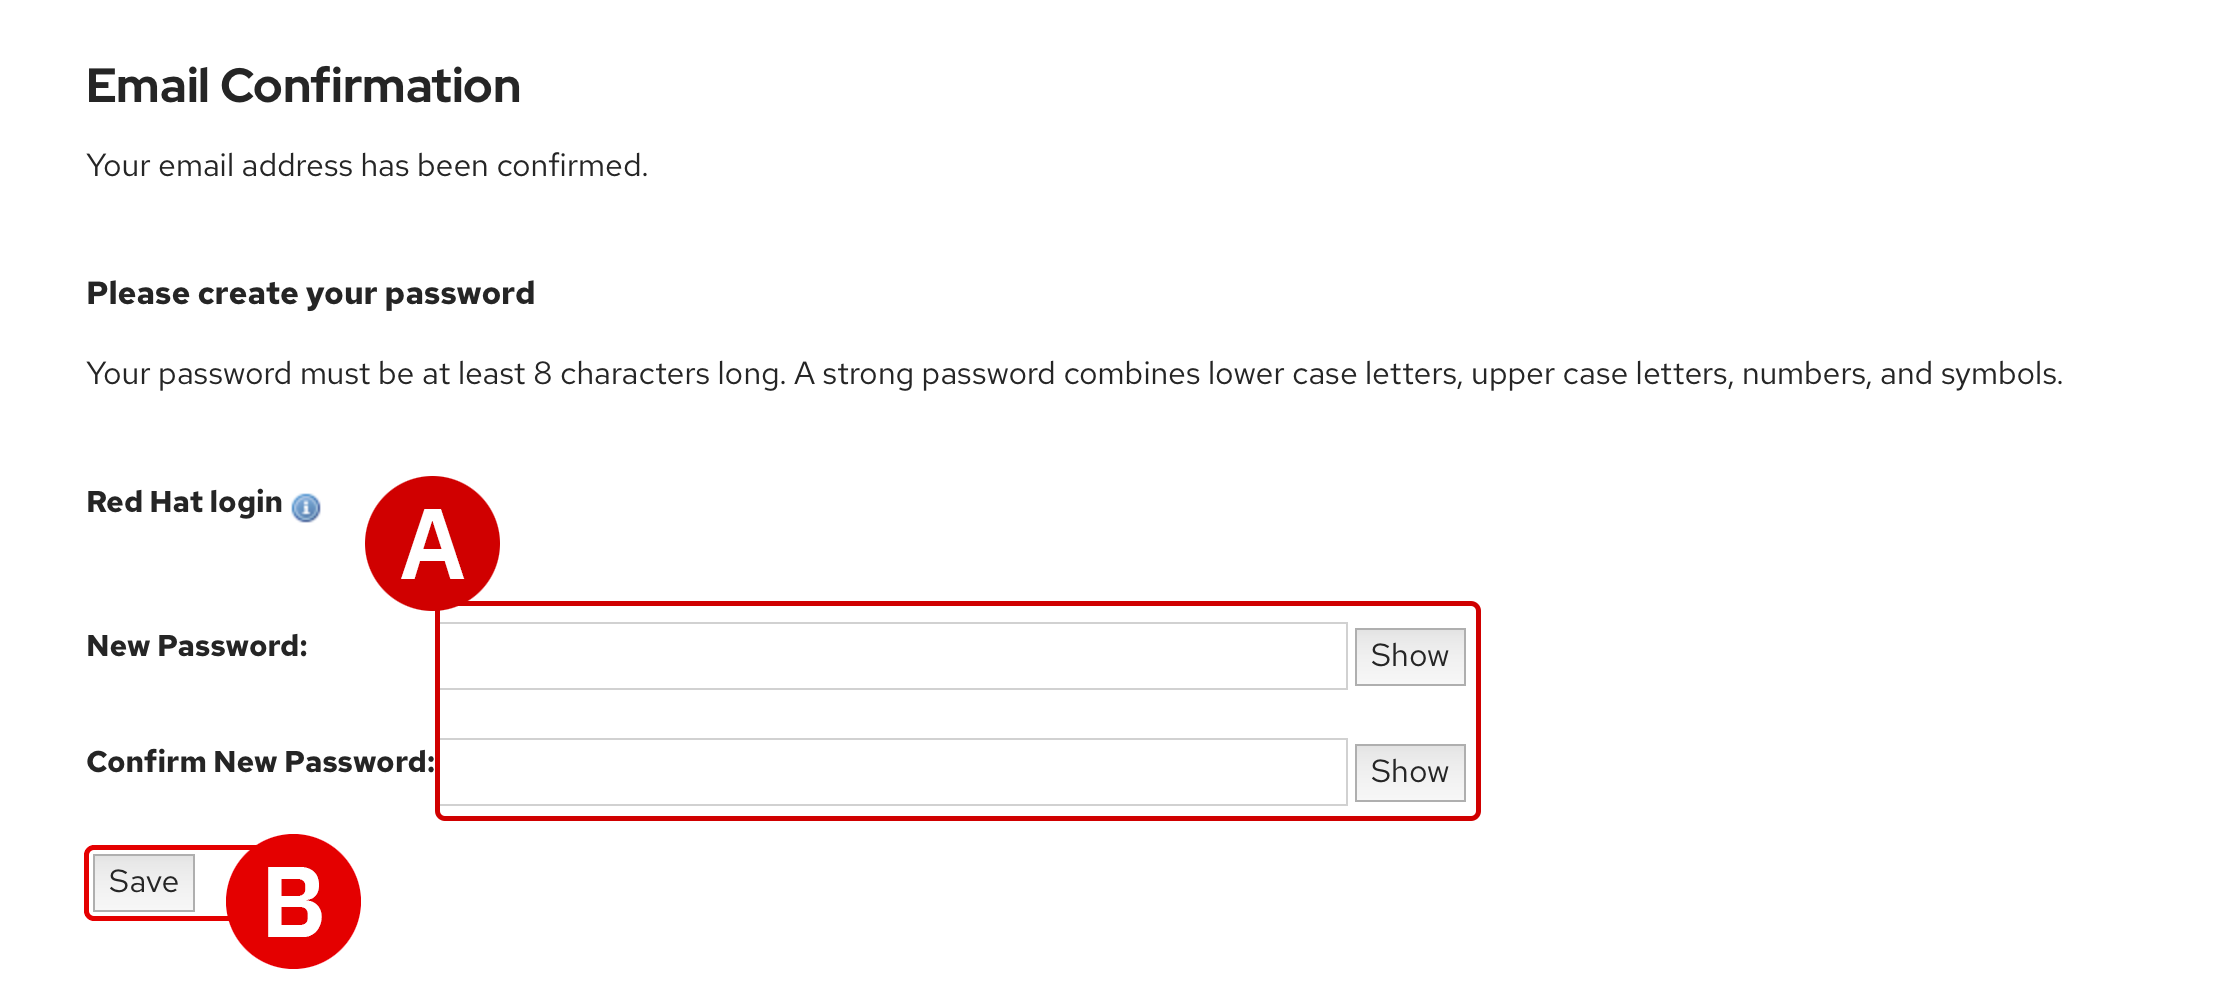 Email Confirmation
Your email address has been confirmed.
Please create your password
Your password must be at least 8 characters long. A strong password combines lower case letters, upper case letters, numbers, and symbols.
Red Hat login
A
New Password:
Show
Confirm New Password:
Show
Save
B